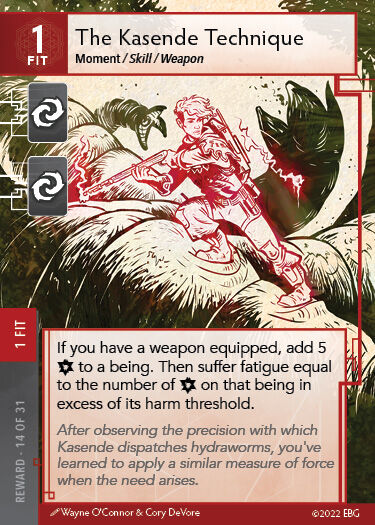 1
FIT
The Kasende Technique
Moment / Skill / Weapon
If you have a weapon equipped, add 5
to a being. Then suffer fatigue equal
to the number of on that being in
excess of its harm threshold.
After observing the precision with which
Kasende dispatches hydraworms, you've
learned to apply a similar measure of force
when the need arises.
1 FIT
REWARD · 14 OF 31
Wayne O'Connor & Cory DeVore
©2022 EBG